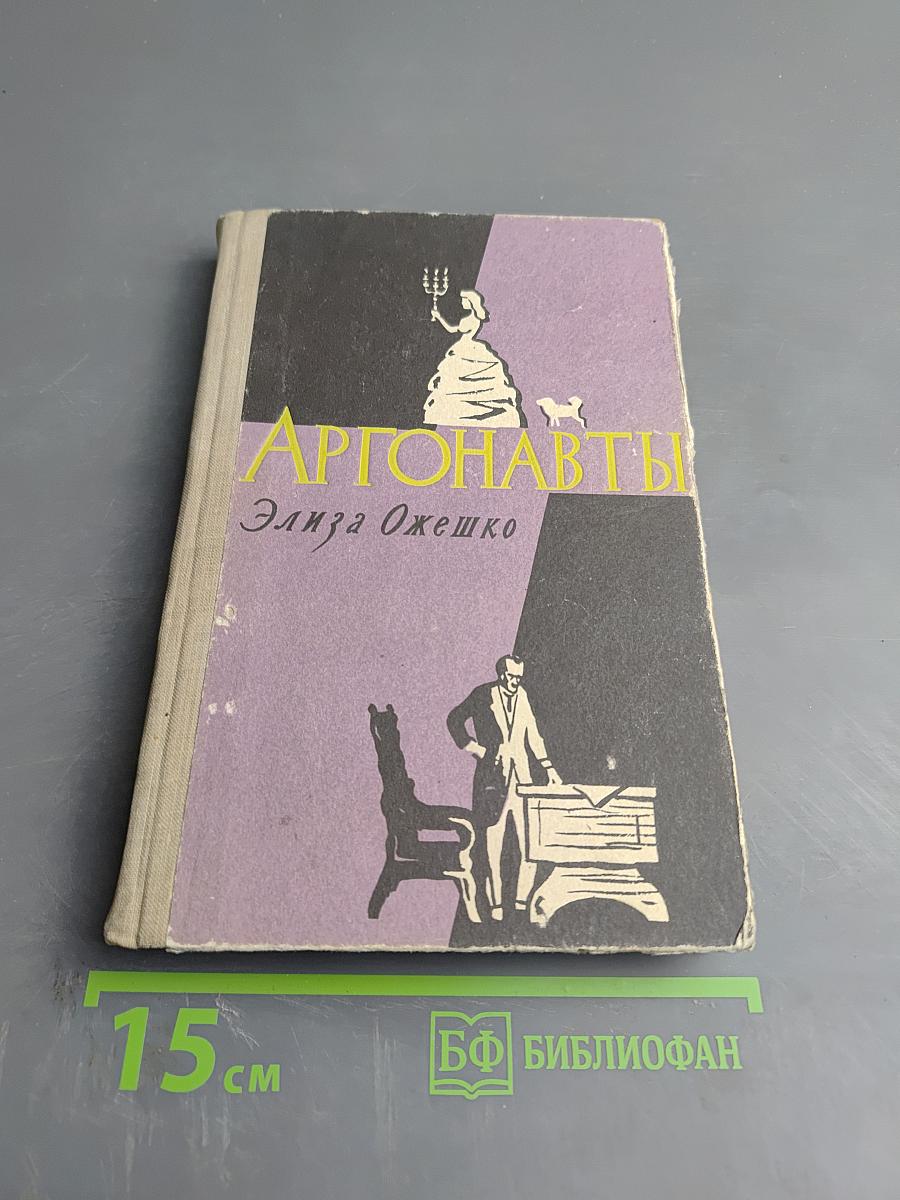 Аргонавты
Элиза Ожешко
15 см
БФ БИБЛИОФАН